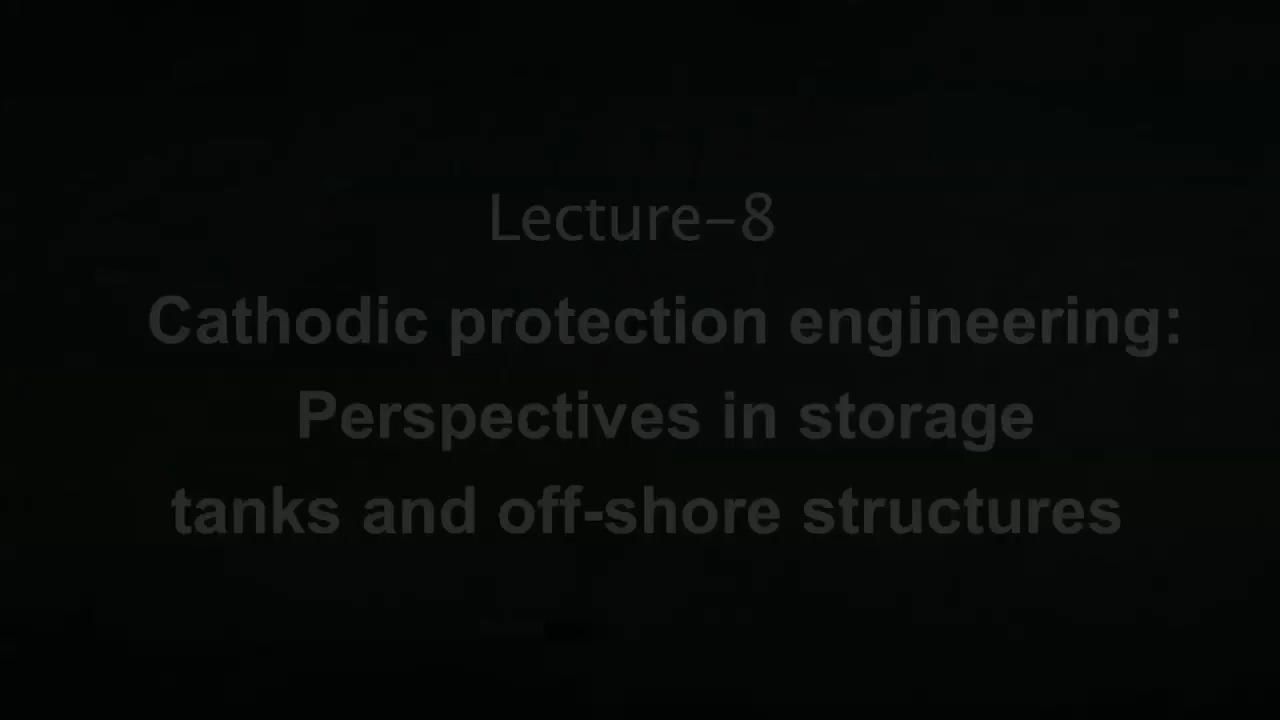 Lecture–8
Cathodic protection engineering:
Perspectives in storage
tanks and off-shore structures